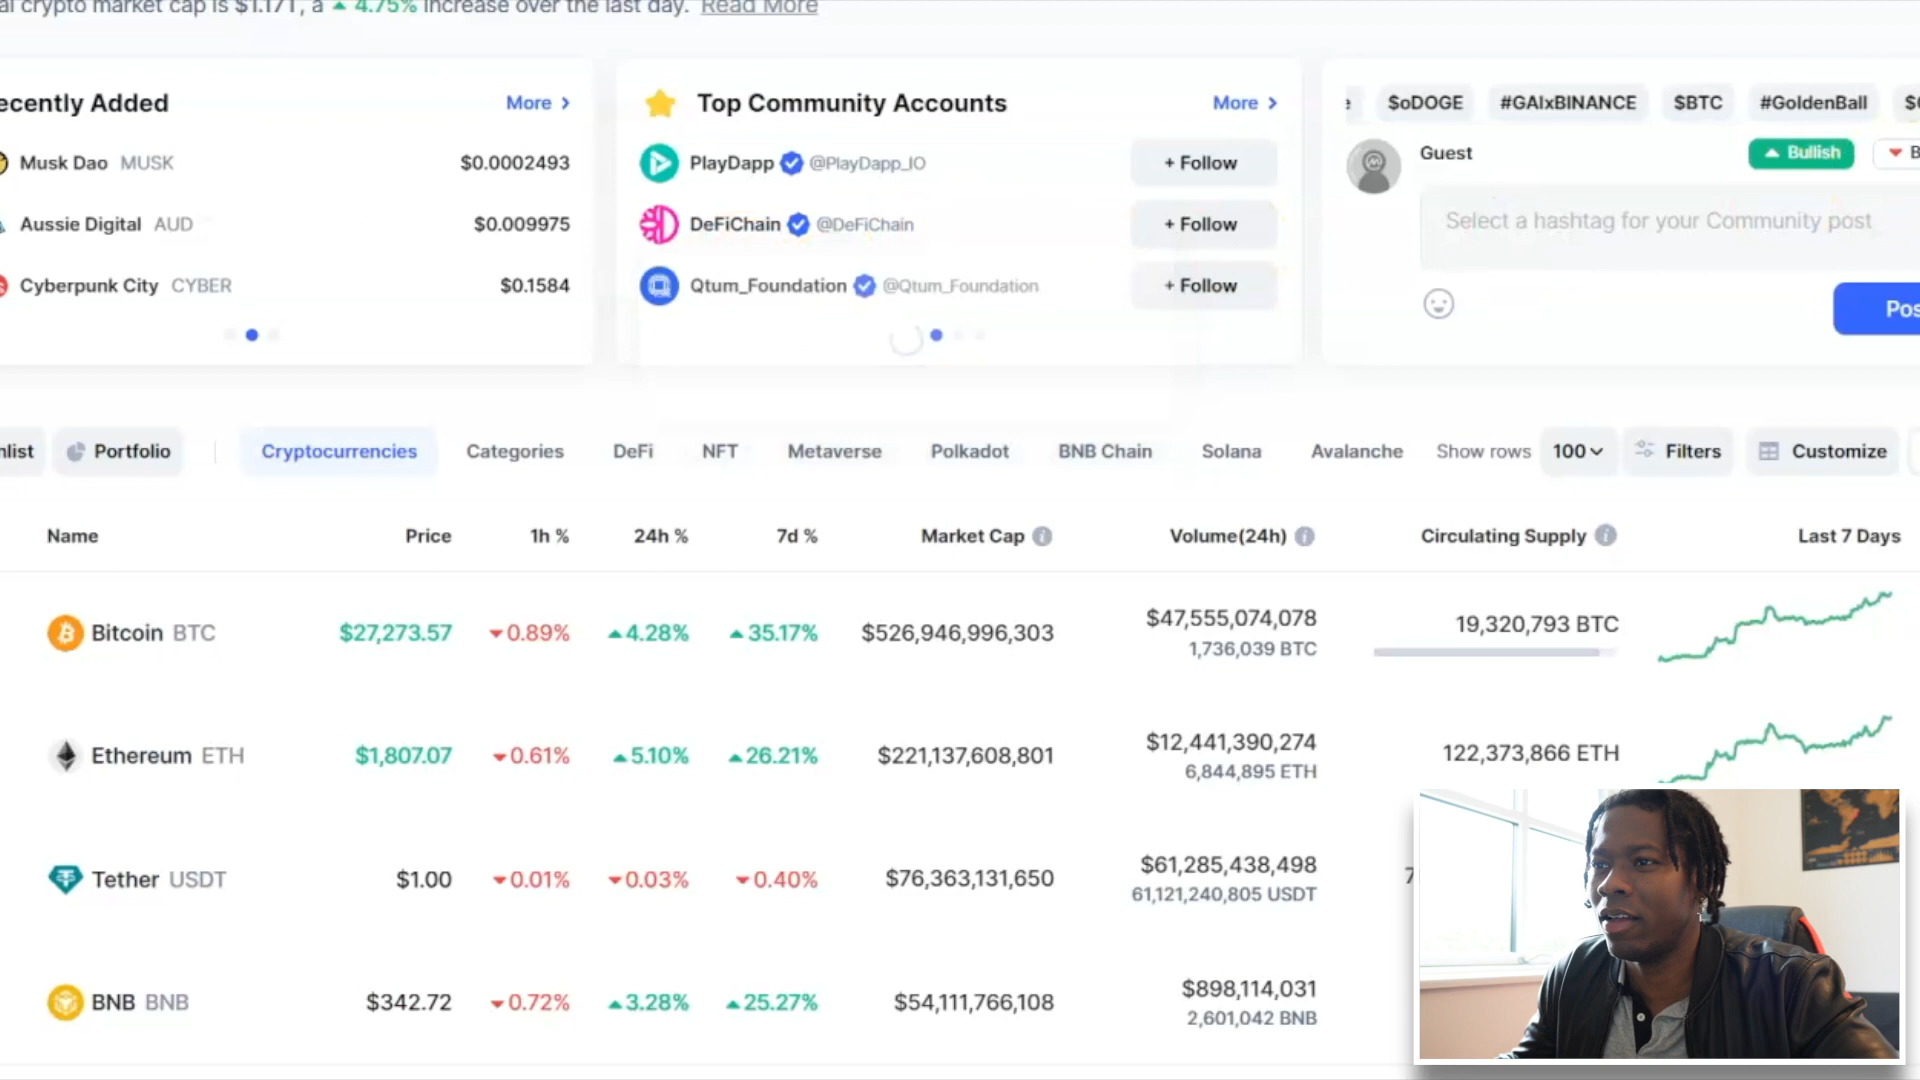 al crypto market cap is $1.17T, a 4.75% increase over the last day. Read More
ecently Added
More >
Musk Dao MUSK $0.0002493
Aussie Digital AUD $0.009975
Cyberpunk City CYBER $0.1584
Top Community Accounts
More >
PlayDapp @PlayDapp_IO + Follow
DeFiChain @DeFiChain + Follow
Qtum_Foundation @Qtum_Foundation + Follow
e $oDOGE #GAIxBINANCE $BTC #GoldenBall $
Guest Bullish B
Select a hashtag for your Community post
Pos
hlist Portfolio Cryptocurrencies Categories DeFi NFT Metaverse Polkadot BNB Chain Solana Avalanche Show rows 100 Filters Customize
Name Price 1h % 24h % 7d % Market Cap Volume(24h) Circulating Supply Last 7 Days
Bitcoin BTC $27,273.57 0.89% 4.28% 35.17% $526,946,996,303 $47,555,074,078 19,320,793 BTC
1,736,039 BTC
Ethereum ETH $1,807.07 0.61% 5.10% 26.21% $221,137,608,801 $12,441,390,274 122,373,866 ETH
6,844,895 ETH
Tether USDT $1.00 0.01% 0.03% 0.40% $76,363,131,650 $61,285,438,498 7
61,121,240,805 USDT
BNB BNB $342.72 0.72% 3.28% 25.27% $54,111,766,108 $898,114,031
2,601,042 BNB